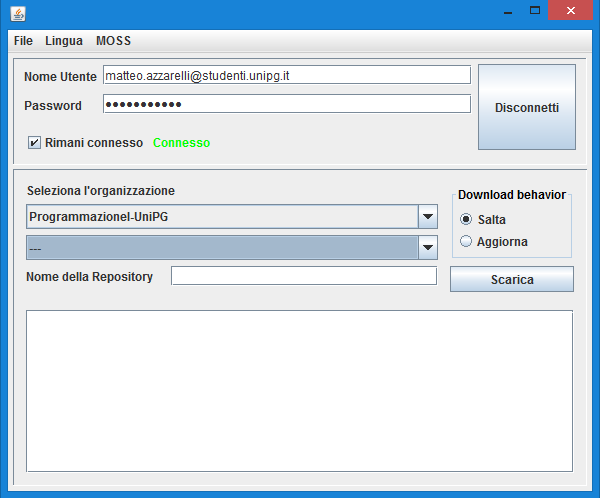 File Lingua MOSS
Nome Utente matteo.azzarelli@studenti.unipg.it
Password ●●●●●●●●●●●
Disconnetti
Rimani connesso Connesso
Seleziona l'organizzazione
ProgrammazioneI-UniPG
---
Download behavior
Salta
Aggiorna
Nome della Repository
Scarica